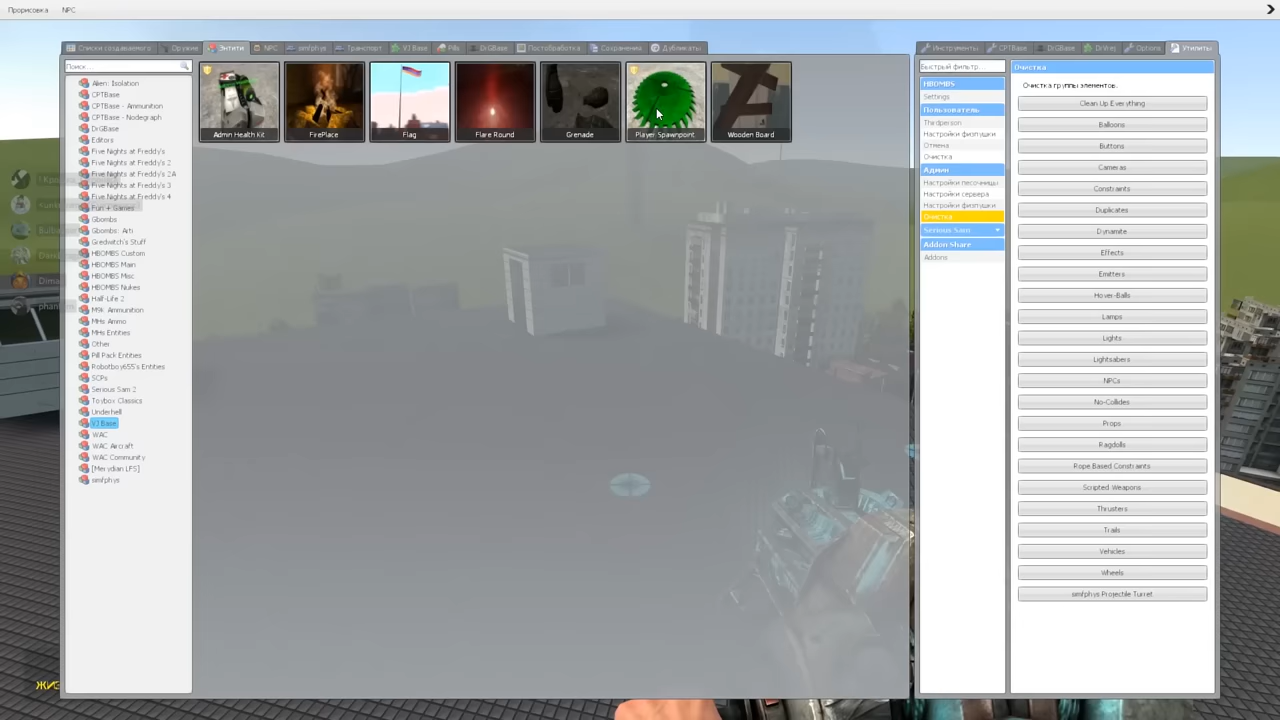 Прорисовка NPC
Списки создаваемого Оружие Энтети NPC simfphys Транспорт VJ Base Pills DrGBase Постобработка Сохранения Дубликаты
Инструменты CPTBase DrGBase DrVrej Options Утилиты
Поиск...
Alien: Isolation
CPTBase
CPTBase - Ammunition
CPTBase - Nodegraph
DrGBase
Editors
Five Nights at Freddy's
Five Nights at Freddy's 2
Five Nights at Freddy's 2A
Five Nights at Freddy's 3
Five Nights at Freddy's 4
Fun + Games
Gbombs
Gbombs: Arti
Gredwitch's Stuff
HBOMBS Custom
HBOMBS Main
HBOMBS Misc
HBOMBS Nukes
Half-Life 2
M9k Ammunition
MHs Ammo
MHs Entities
Other
Pill Pack Entities
Robotboy655's Entities
SCPs
Serious Sam 2
Toybox Classics
Underhell
VJ Base
WAC
WAC Aircraft
WAC Community
[Merydian LFS]
simfphys
Admin Health Kit
FirePlace
Flag
Flare Round
Grenade
Player Spawnpoint
Wooden Board
Быстрый фильтр...
HBOMBS
Settings
Пользователь
Thirdperson
Настройки физпушки
Отмена
Очистка
Админ
Настройки песочницы
Настройки сервера
Настройки физпушки
Очистка
Serious Sam
Addon Share
Addons
Очистка
Очистка группы элементов.
Clean Up Everything
Balloons
Buttons
Cameras
Constraints
Duplicates
Dynamite
Effects
Emitters
Hover-Balls
Lamps
Lights
Lightsabers
NPCs
No-Collides
Props
Ragdolls
Rope Based Constraints
Scripted Weapons
Thrusters
Trails
Vehicles
Wheels
simfphys Projectile Turret